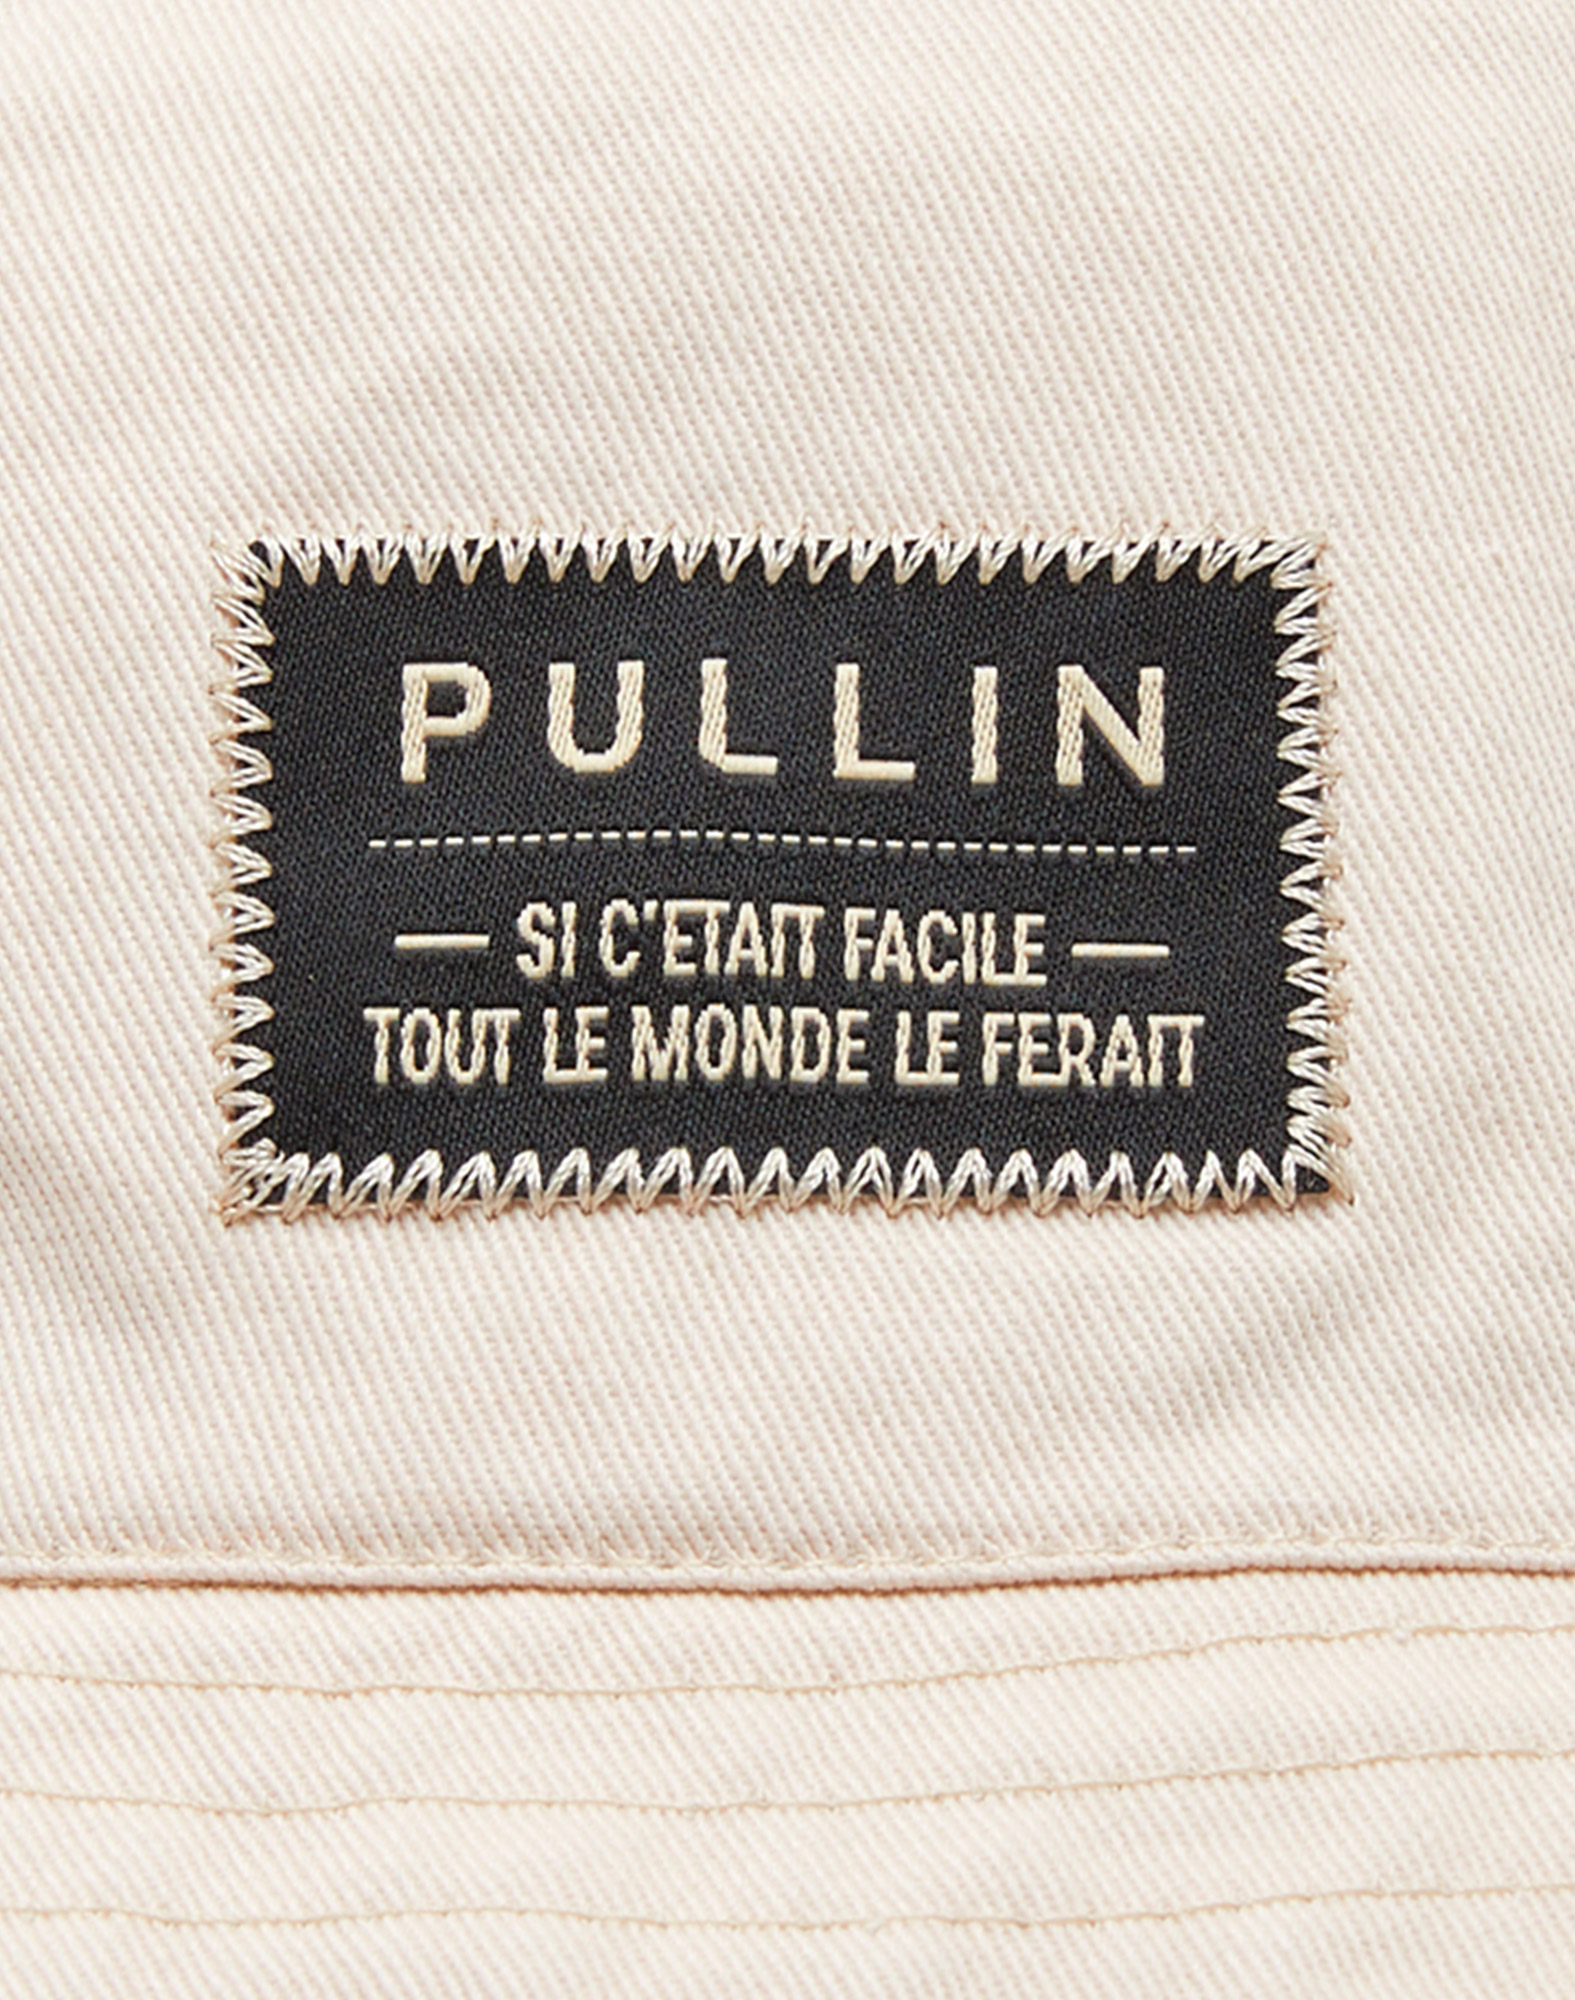 PULLIN
— SI C'ETAIT FACILE —
TOUT LE MONDE LE FERAIT